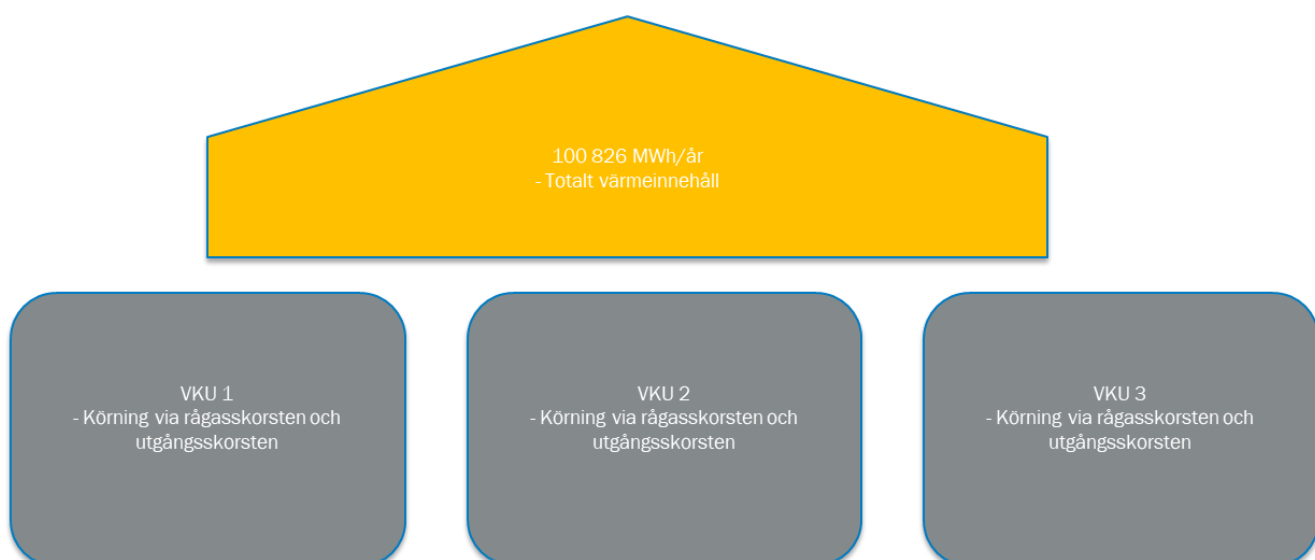 100 826 MWh/år
- Totalt värmeinnehåll
VKU 1
- Körning via rågasskorsten och
utgångsskorsten
VKU 2
- Körning via rågasskorsten och
utgångsskorsten
VKU 3
- Körning via rågasskorsten och
utgångsskorsten